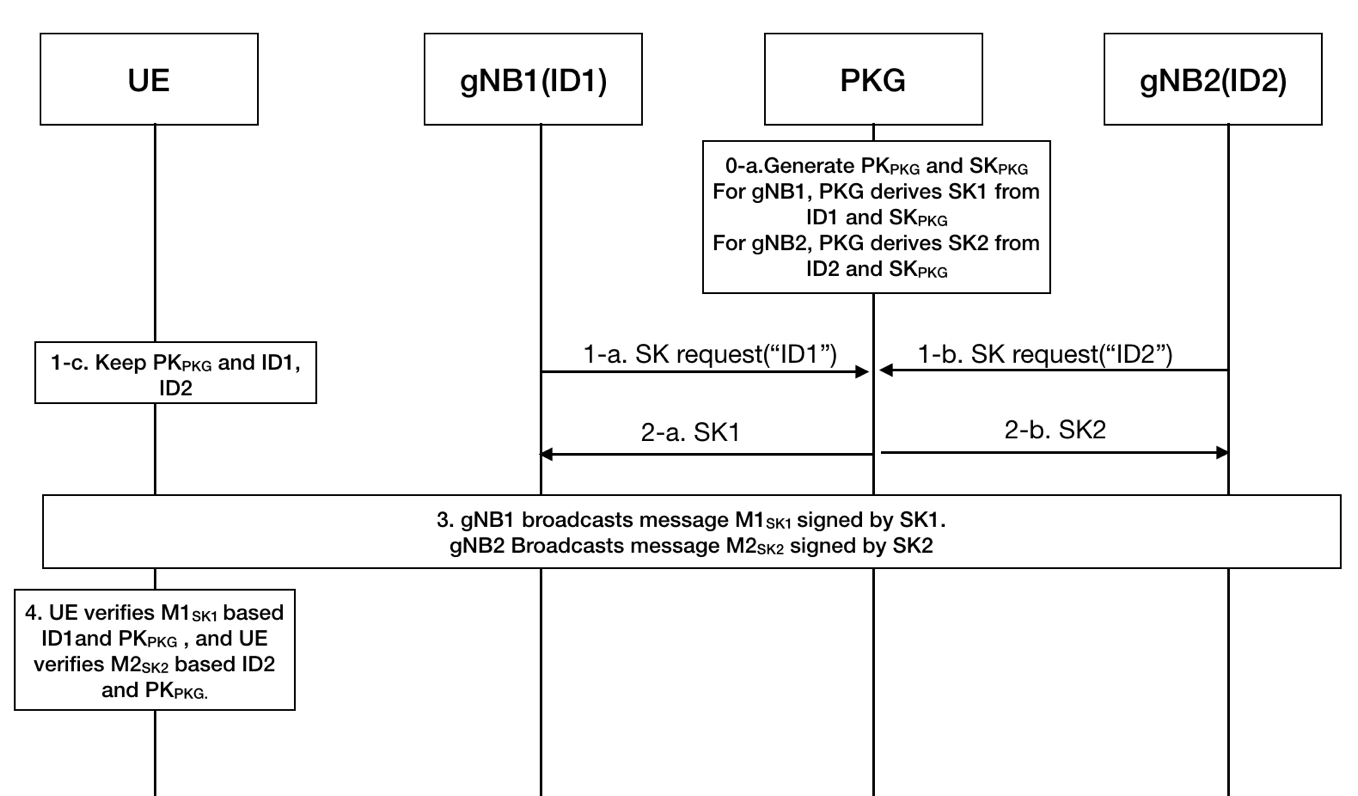 UE
gNB1(ID1)
PKG
gNB2(ID2)
0-a.Generate PKPKG and SKPKG
For gNB1, PKG derives SK1 from
ID1 and SKPKG
For gNB2, PKG derives SK2 from
ID2 and SKPKG
1-c. Keep PKPKG and ID1,
ID2
1-a. SK request(“ID1”)
1-b. SK request(“ID2”)
2-a. SK1
2-b. SK2
3. gNB1 broadcasts message M1SK1 signed by SK1.
gNB2 Broadcasts message M2SK2 signed by SK2
4. UE verifies M1SK1 based
ID1and PKPKG , and UE
verifies M2SK2 based ID2
and PKPKG.